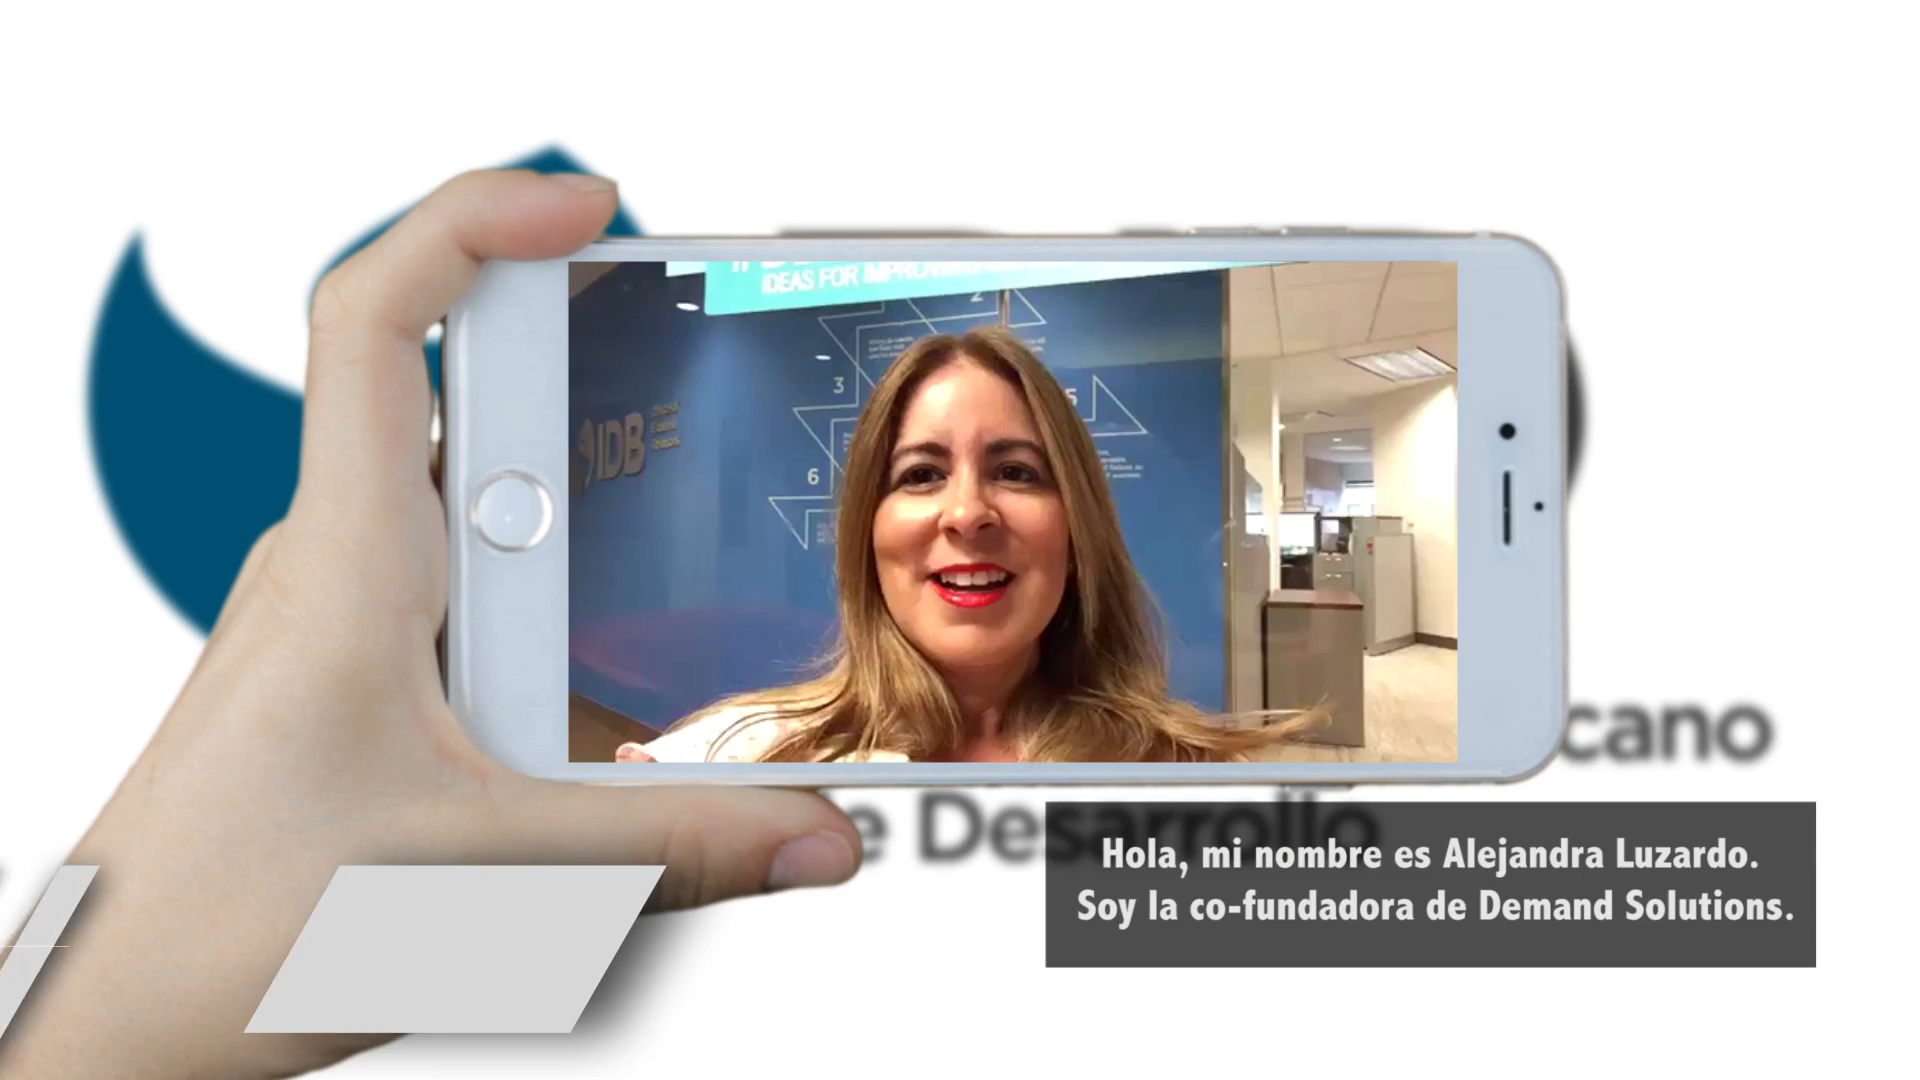 IDEAS FOR IMPROVING
2
3
5
IDB
6
cano
e Desarrollo
Hola, mi nombre es Alejandra Luzardo.
Soy la co-fundadora de Demand Solutions.